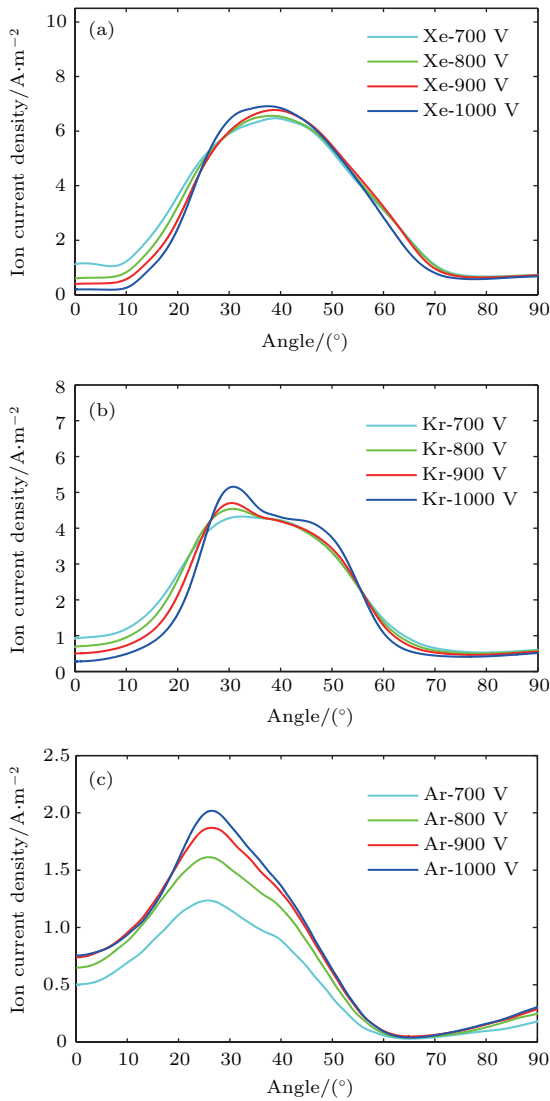 (a)
Xe-700 V
Xe-800 V
Xe-900 V
Xe-1000 V
Ion current density/A·m−2
10
8
6
4
2
0
0 10 20 30 40 50 60 70 80 90
Angle/(°)
(b)
Kr-700 V
Kr-800 V
Kr-900 V
Kr-1000 V
Ion current density/A·m−2
8
7
6
5
4
3
2
1
0
0 10 20 30 40 50 60 70 80 90
Angle/(°)
(c)
Ar-700 V
Ar-800 V
Ar-900 V
Ar-1000 V
Ion current density/A·m−2
2.5
2.0
1.5
1.0
0.5
0
0 10 20 30 40 50 60 70 80 90
Angle/(°)